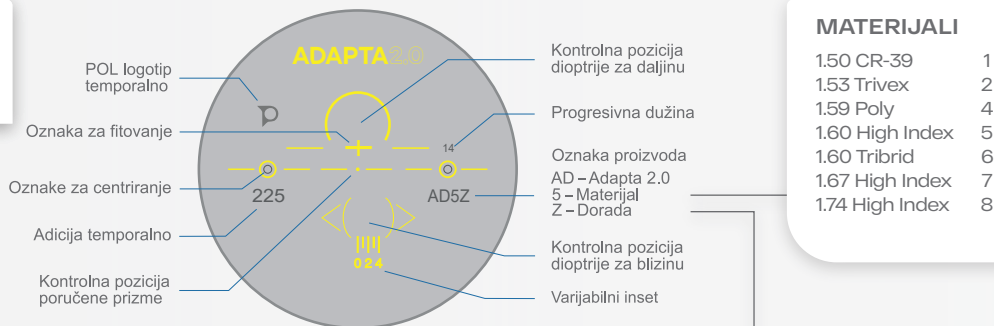 ADAPTA2.0
POL logotip
temporalno
Oznaka za fitovanje
Oznake za centriranje
Adicija temporalno
Kontrolna pozicija
poručene prizme
14
225
AD5Z
024
Kontrolna pozicija
dioptrije za daljinu
Progresivna dužina
Oznaka proizvoda
AD – Adapta 2.0
5 – Materijal
Z – Dorada
Kontrolna pozicija
dioptrije za blizinu
Varijabilni inset
MATERIJALI
1.50 CR-39 1
1.53 Trivex 2
1.59 Poly 4
1.60 High Index 5
1.60 Tribrid 6
1.67 High Index 7
1.74 High Index 8